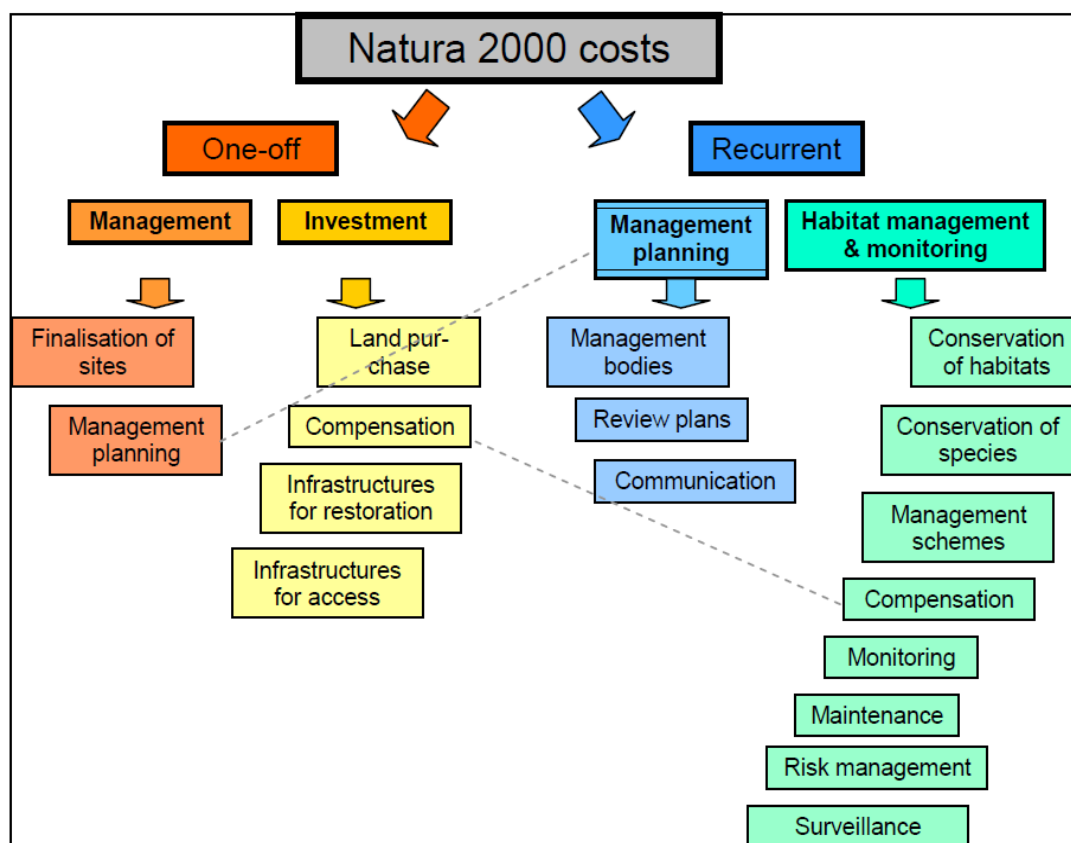 Natura 2000 costs
One-off
Recurrent
Management
Investment
Management
planning
Habitat management
& monitoring
Finalisation of
sites
Management
planning
Land pur-
chase
Compensation
Infrastructures
for restoration
Infrastructures
for access
Management
bodies
Review plans
Communication
Conservation
of habitats
Conservation of
species
Management
schemes
Compensation
Monitoring
Maintenance
Risk management
Surveillance